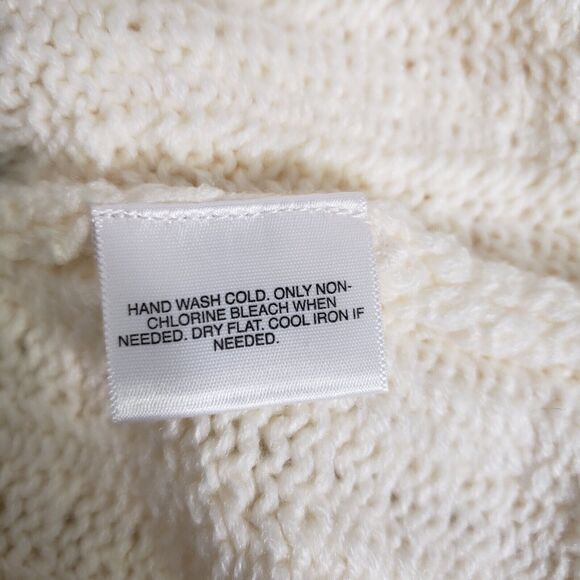 HAND WASH COLD. ONLY NON-
CHLORINE BLEACH WHEN
NEEDED. DRY FLAT. COOL IRON IF
NEEDED.